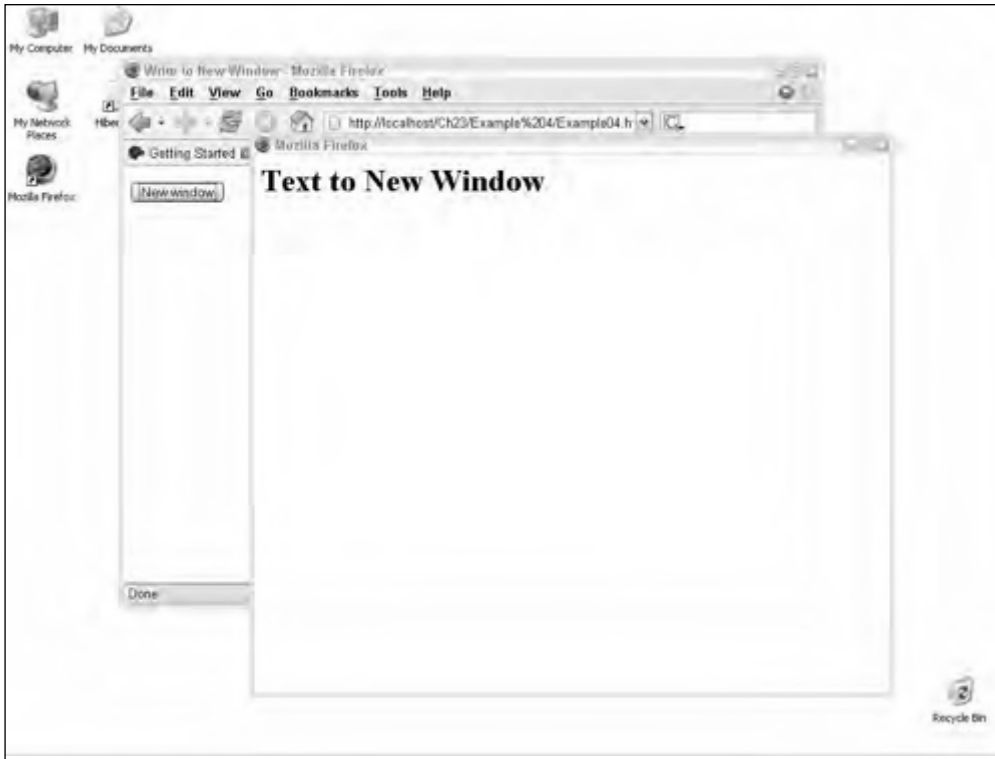 My Computer
My Documents
Write to New Window - Mozilla Firefox
File Edit View Go Bookmarks Tools Help
My Network Places
Hiber
http://localhost/Ch23/Example%204/Example04.h
Getting Started
Mozilla Firefox
Mozilla Firefox
New window
Text to New Window
Done
Recycle Bin